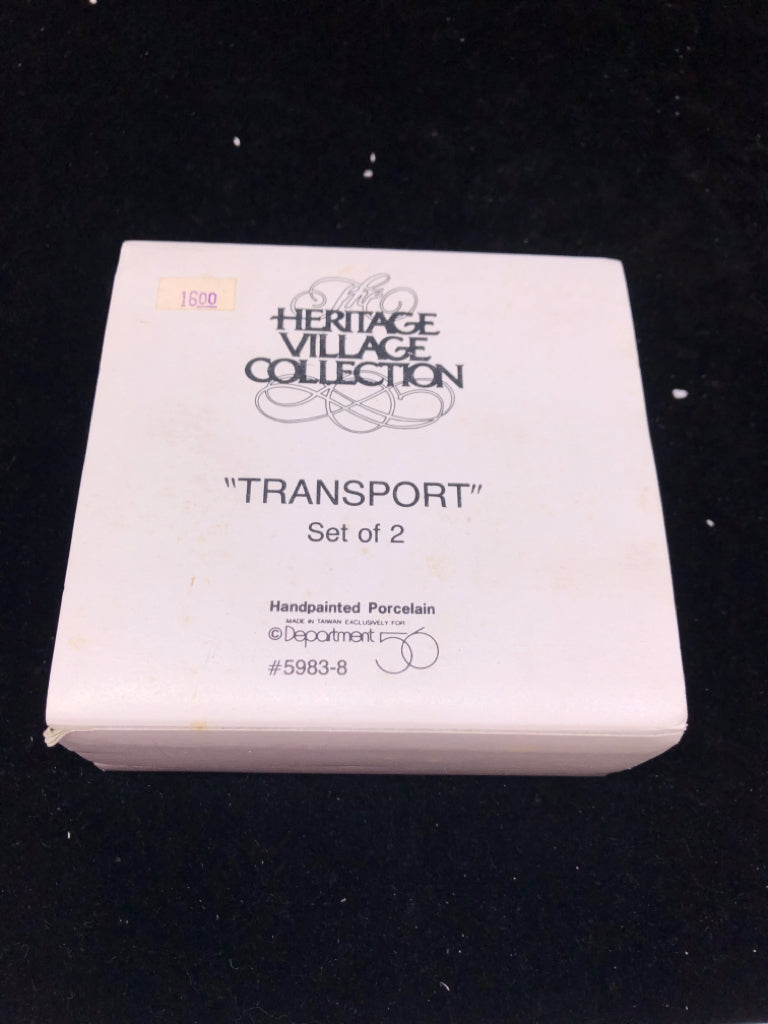 1600
The
HERITAGE
VILLAGE
COLLECTION
"TRANSPORT"
Set of 2
Handpainted Porcelain
MADE IN TAIWAN EXCLUSIVELY FOR
© Department 56
#5983-8